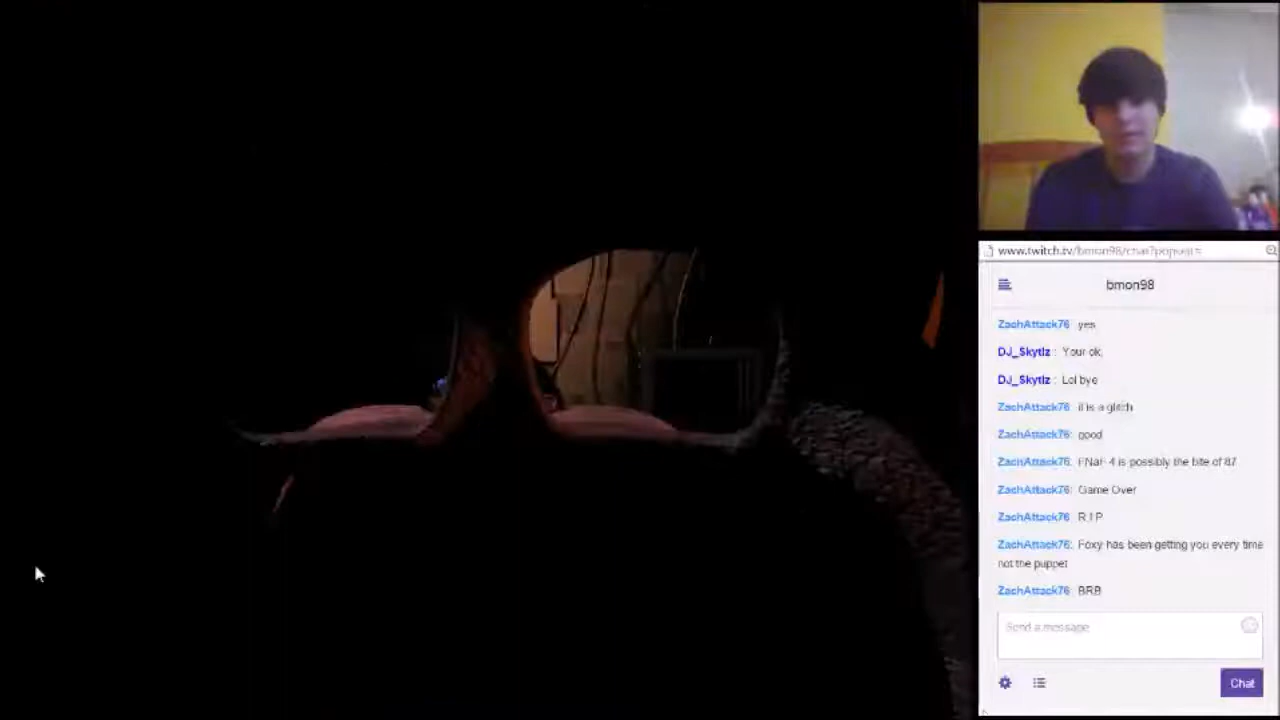 www.twitch.tv/bmon98/chat?popout=
bmon98
ZachAttack76 yes
DJ_Skytlz : Your ok.
DJ_Skytlz : Lol bye
ZachAttack76: it is a glitch
ZachAttack76: good
ZachAttack76: FNaF 4 is possibly the bite of 87
ZachAttack76: Game Over
ZachAttack76: R I P
ZachAttack76: Foxy has been getting you every time
not the puppet
ZachAttack76: BRB
Send a message
Chat